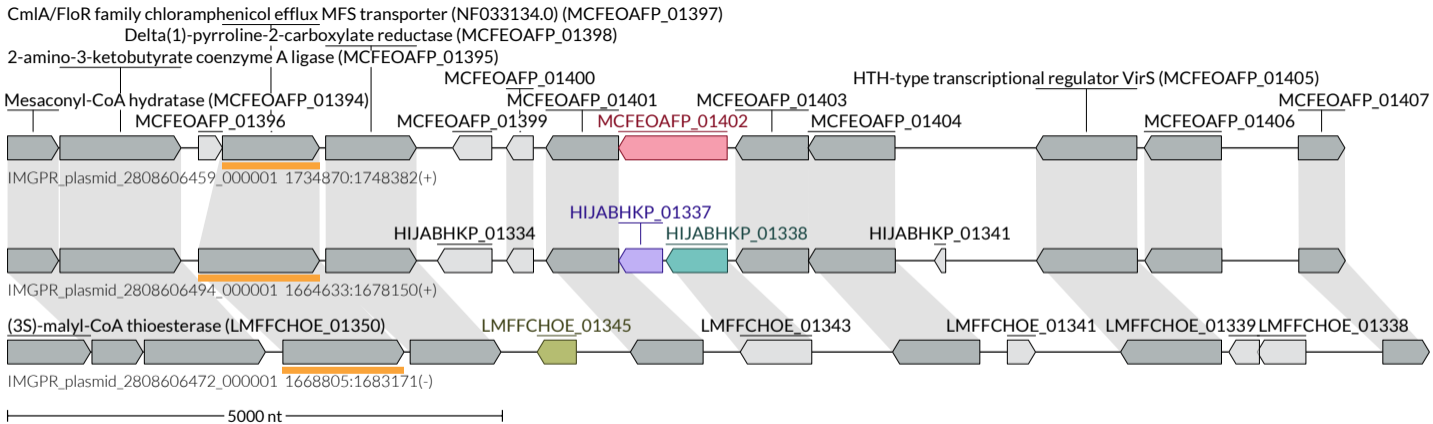 CmlA/FloR family chloramphenicol efflux MFS transporter (NF033134.0) (MCFEOAFP_01397)
Delta(1)-pyrroline-2-carboxylate reductase (MCFEOAFP_01398)
2-amino-3-ketobutyrate coenzyme A ligase (MCFEOAFP_01395)
MCFEOAFP_01400 HTH-type transcriptional regulator VirS (MCFEOAFP_01405)
Mesaconyl-CoA hydratase (MCFEOAFP_01394) MCFEOAFP_01401 MCFEOAFP_01403 MCFEOAFP_01407
MCFEOAFP_01396 MCFEOAFP_01399 MCFEOAFP_01402 MCFEOAFP_01404 MCFEOAFP_01406
IMGPR_plasmid_2808606459_000001 1734870:1748382(+)
HIJABHKP_01337
HIJABHKP_01334 HIJABHKP_01338 HIJABHKP_01341
IMGPR_plasmid_2808606494_000001 1664633:1678150(+)
(3S)-malyl-CoA thioesterase (LMFFCHOE_01350) LMFFCHOE_01345 LMFFCHOE_01343 LMFFCHOE_01341 LMFFCHOE_01339 LMFFCHOE_01338
IMGPR_plasmid_2808606472_000001 1668805:1683171(-)
5000 nt